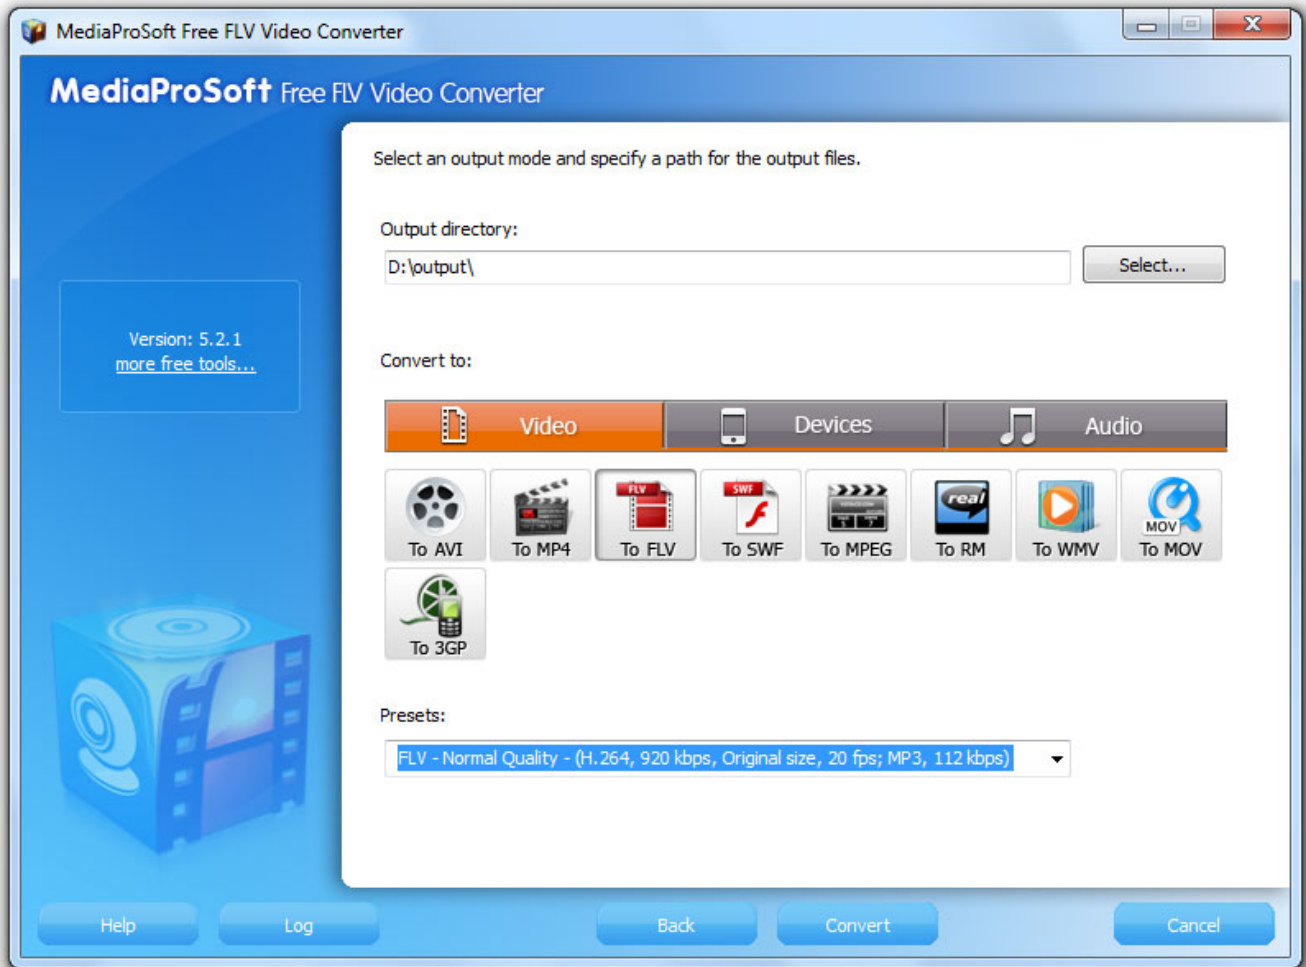 MediaProSoft Free FLV Video Converter
MediaProSoft Free FLV Video Converter
Select an output mode and specify a path for the output files.
Output directory:
D:\output\
Select...
Version: 5.2.1
more free tools...
Convert to:
Video
Devices
Audio
FLV
SWF
real
MOV
To AVI
To MP4
To FLV
To SWF
To MPEG
To RM
To WMV
To MOV
To 3GP
Presets:
FLV - Normal Quality - (H.264, 920 kbps, Original size, 20 fps; MP3, 112 kbps)
Help
Log
Back
Convert
Cancel